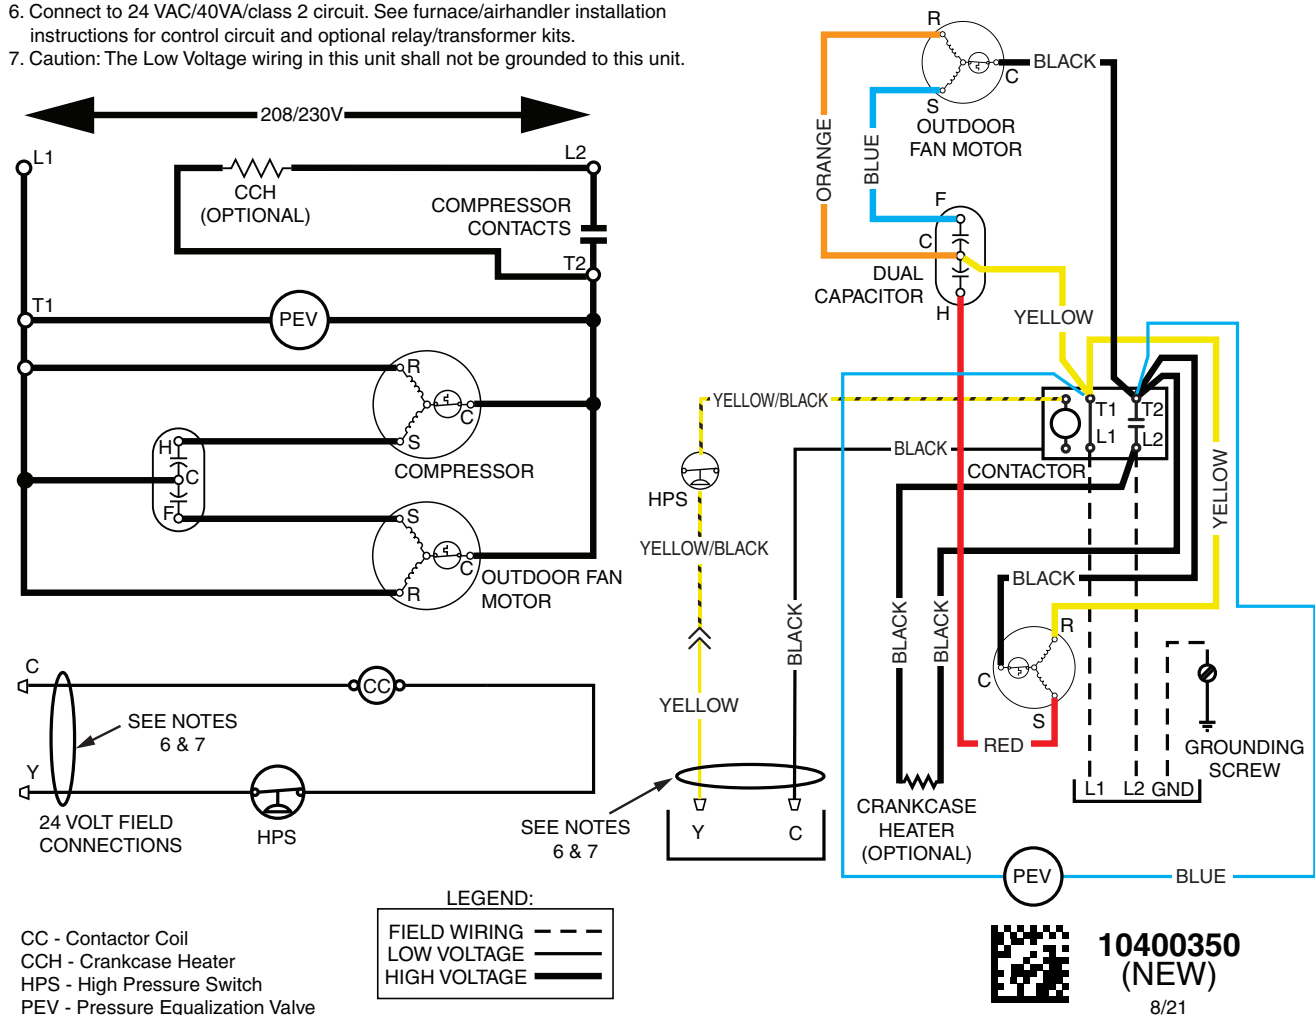 6. Connect to 24 VAC/40VA/class 2 circuit. See furnace/airhandler installation
instructions for control circuit and optional relay/transformer kits.
7. Caution: The Low Voltage wiring in this unit shall not be grounded to this unit.
208/230V
L1
L2
CCH
(OPTIONAL)
COMPRESSOR
CONTACTS
T2
T1
PEV
R
C
S
COMPRESSOR
H
C
F
S
C
R
OUTDOOR FAN
MOTOR
C
CC
SEE NOTES
6 & 7
Y
24 VOLT FIELD
CONNECTIONS
HPS
R
BLACK
C
S
OUTDOOR
FAN MOTOR
ORANGE
BLUE
F
C
DUAL
CAPACITOR
H
YELLOW
YELLOW/BLACK
T1
T2
L1
L2
BLACK
CONTACTOR
HPS
YELLOW
YELLOW/BLACK
BLACK
BLACK
BLACK
BLACK
R
C
S
YELLOW
RED
GROUNDING
SCREW
L1
L2
GND
CRANKCASE
HEATER
(OPTIONAL)
SEE NOTES
6 & 7
Y
C
PEV
BLUE
LEGEND:
FIELD WIRING
LOW VOLTAGE
HIGH VOLTAGE
CC - Contactor Coil
CCH - Crankcase Heater
HPS - High Pressure Switch
PEV - Pressure Equalization Valve
10400350
(NEW)
8/21